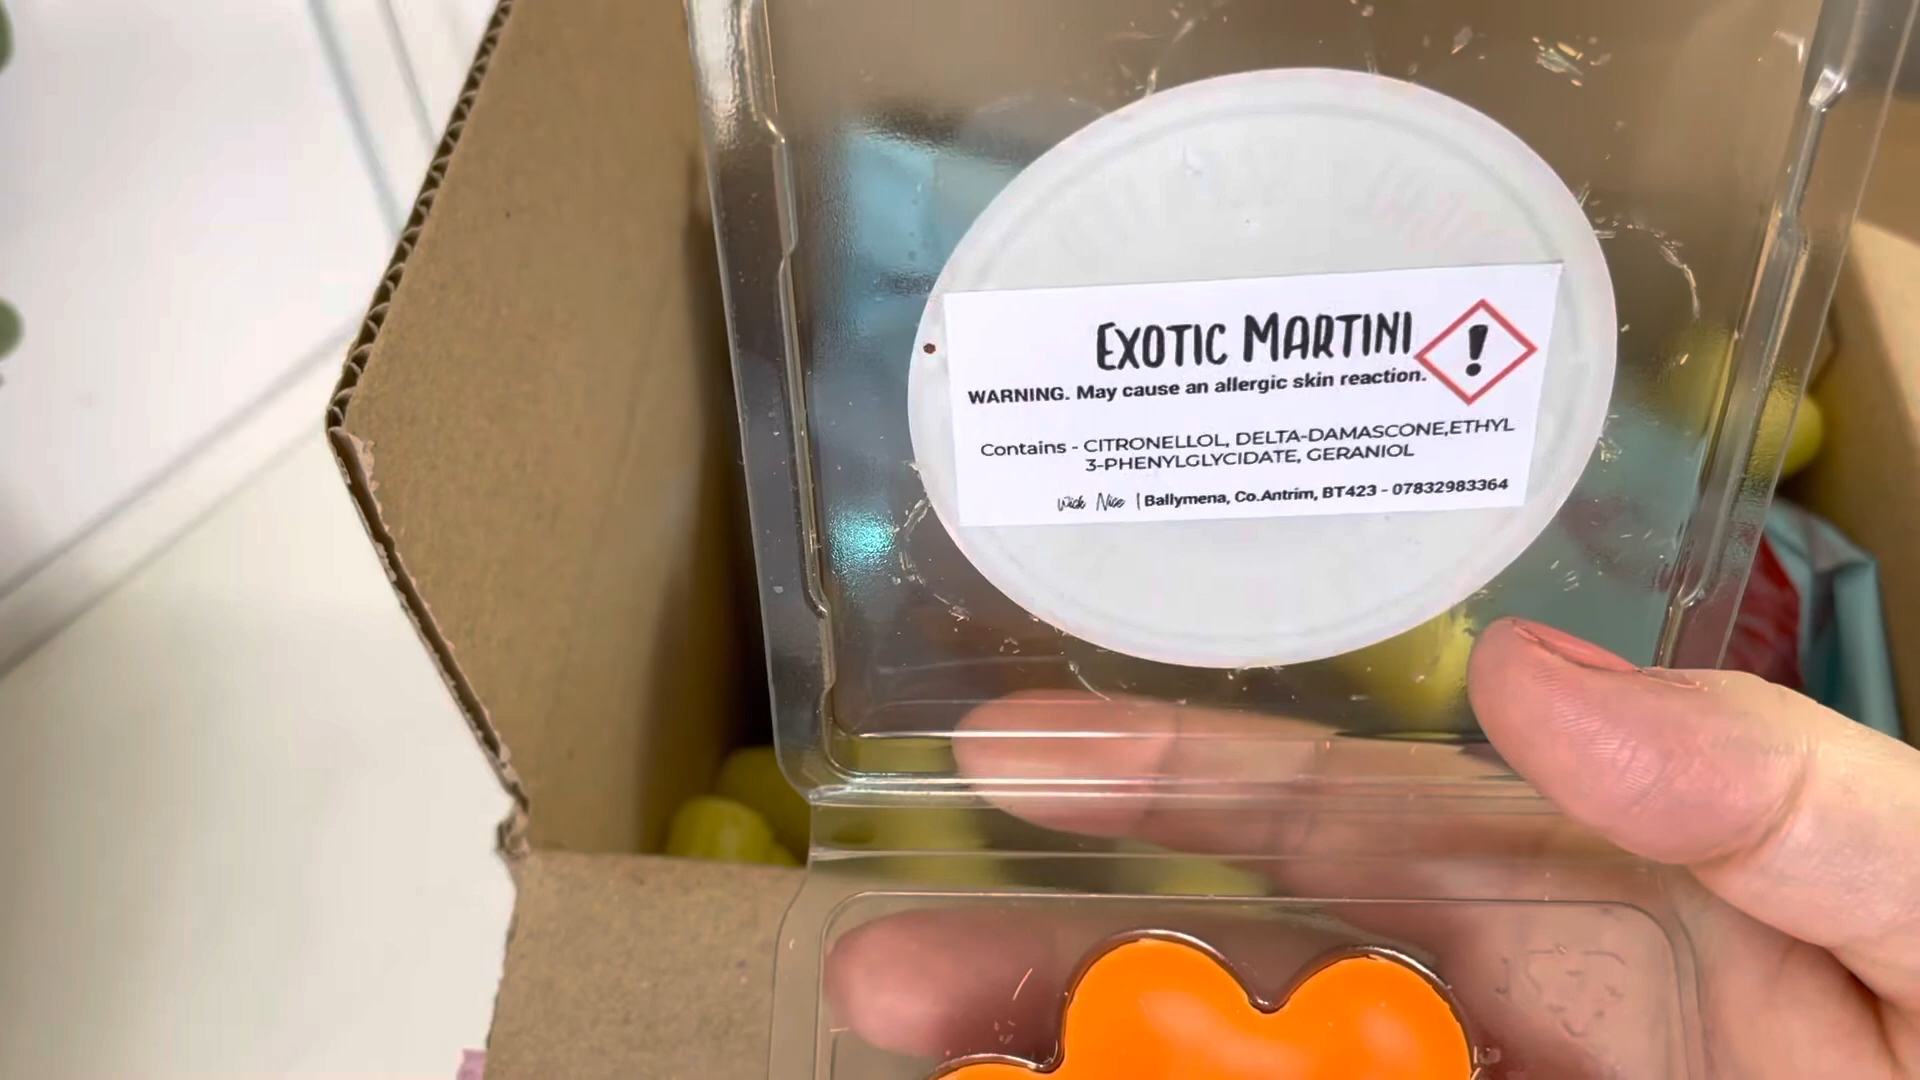 EXOTIC MARTINI
!
WARNING. May cause an allergic skin reaction.
Contains - CITRONELLOL, DELTA-DAMASCONE,ETHYL
3-PHENYLGLYCIDATE, GERANIOL
Wick Nice | Ballymena, Co.Antrim, BT423 - 07832983364